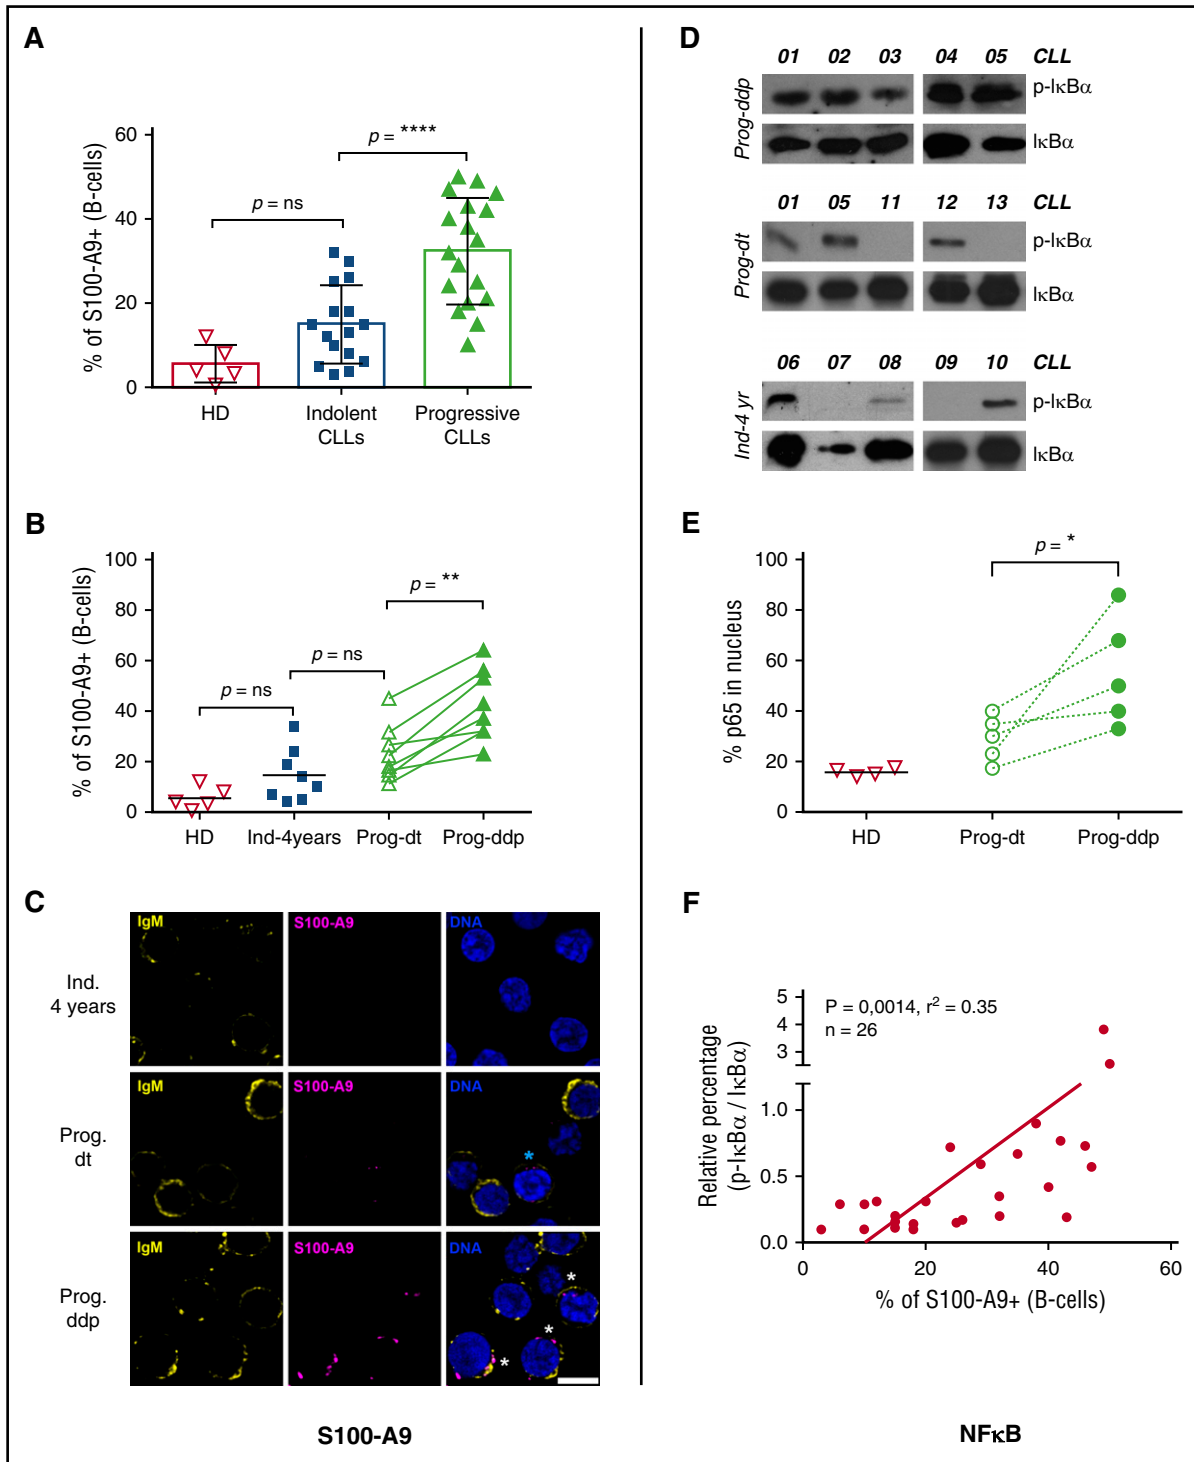 A
60
40
20
0
% of S100-A9+ (B-cells)
p = ns
p = ****
HD
Indolent
CLLs
Progressive
CLLs
B
100
80
60
40
20
0
% of S100-A9+ (B-cells)
p = ns
p = ns
p = **
HD
Ind-4years
Prog-dt
Prog-ddp
C
IgM
S100-A9
DNA
Ind.
4 years
IgM
S100-A9
DNA
Prog.
dt
*
IgM
S100-A9
DNA
Prog.
ddp
*
*
*
S100-A9
D
01 02 03 04 05 CLL
Prog-ddp
p-IκBα
IκBα
01 05 11 12 13 CLL
Prog-dt
p-IκBα
IκBα
06 07 08 09 10 CLL
Ind-4 yr
p-IκBα
IκBα
E
100
80
60
40
20
0
% p65 in nucleus
p = *
HD
Prog-dt
Prog-ddp
F
P = 0,0014, r² = 0.35
n = 26
5
4
3
1.0
0.5
0.0
Relative percentage
(p-IκBα / IκBα)
0
20
40
60
% of S100-A9+ (B-cells)
NFκB